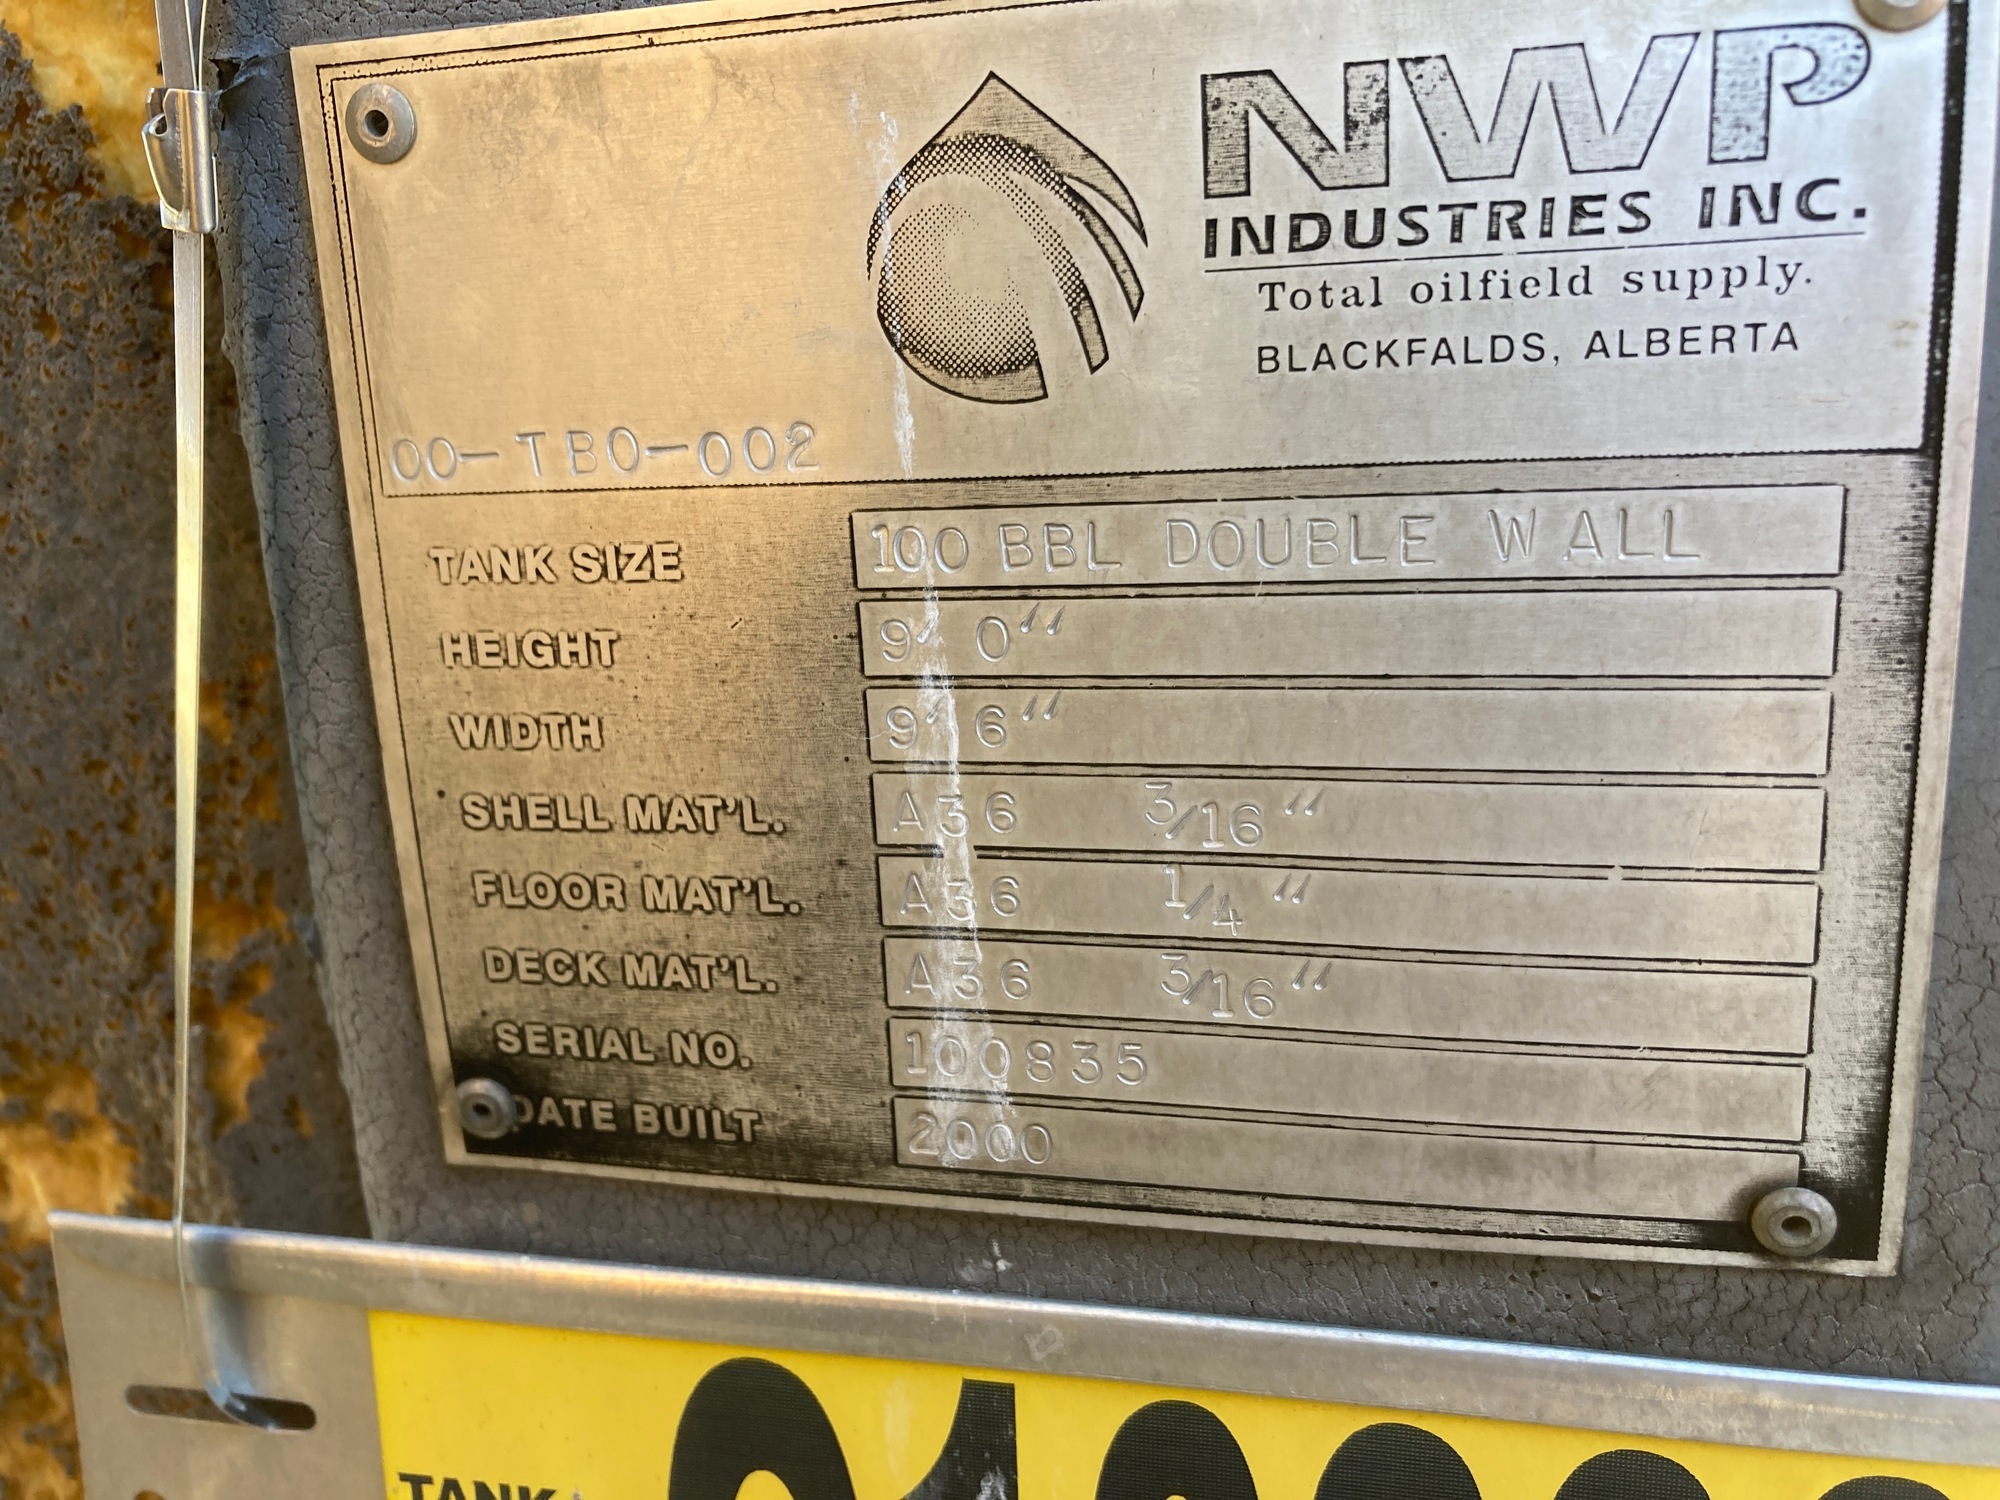 NWP
INDUSTRIES INC.
Total oilfield supply.
BLACKFALDS, ALBERTA
00-TBO-002
TANK SIZE 100 BBL DOUBLE WALL
HEIGHT 9' 0"
WIDTH 9' 6"
SHELL MAT'L. A36 3/16"
FLOOR MAT'L. A36 1/4"
DECK MAT'L. A36 3/16"
SERIAL NO. 100835
DATE BUILT 2000
TANK